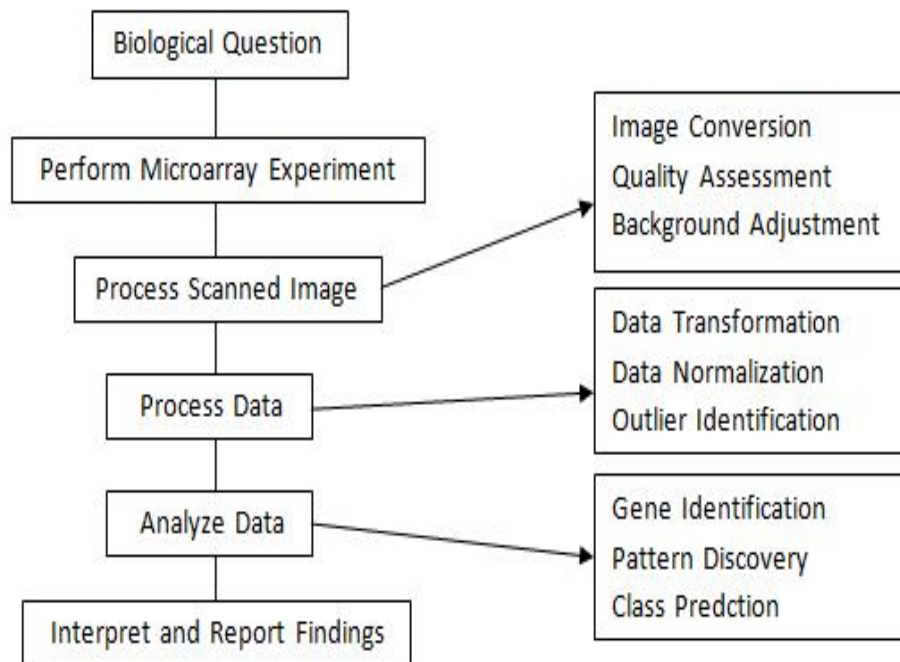 Biological Question
Perform Microarray Experiment
Process Scanned Image
Process Data
Analyze Data
Interpret and Report Findings
Image Conversion
Quality Assessment
Background Adjustment
Data Transformation
Data Normalization
Outlier Identification
Gene Identification
Pattern Discovery
Class Predction